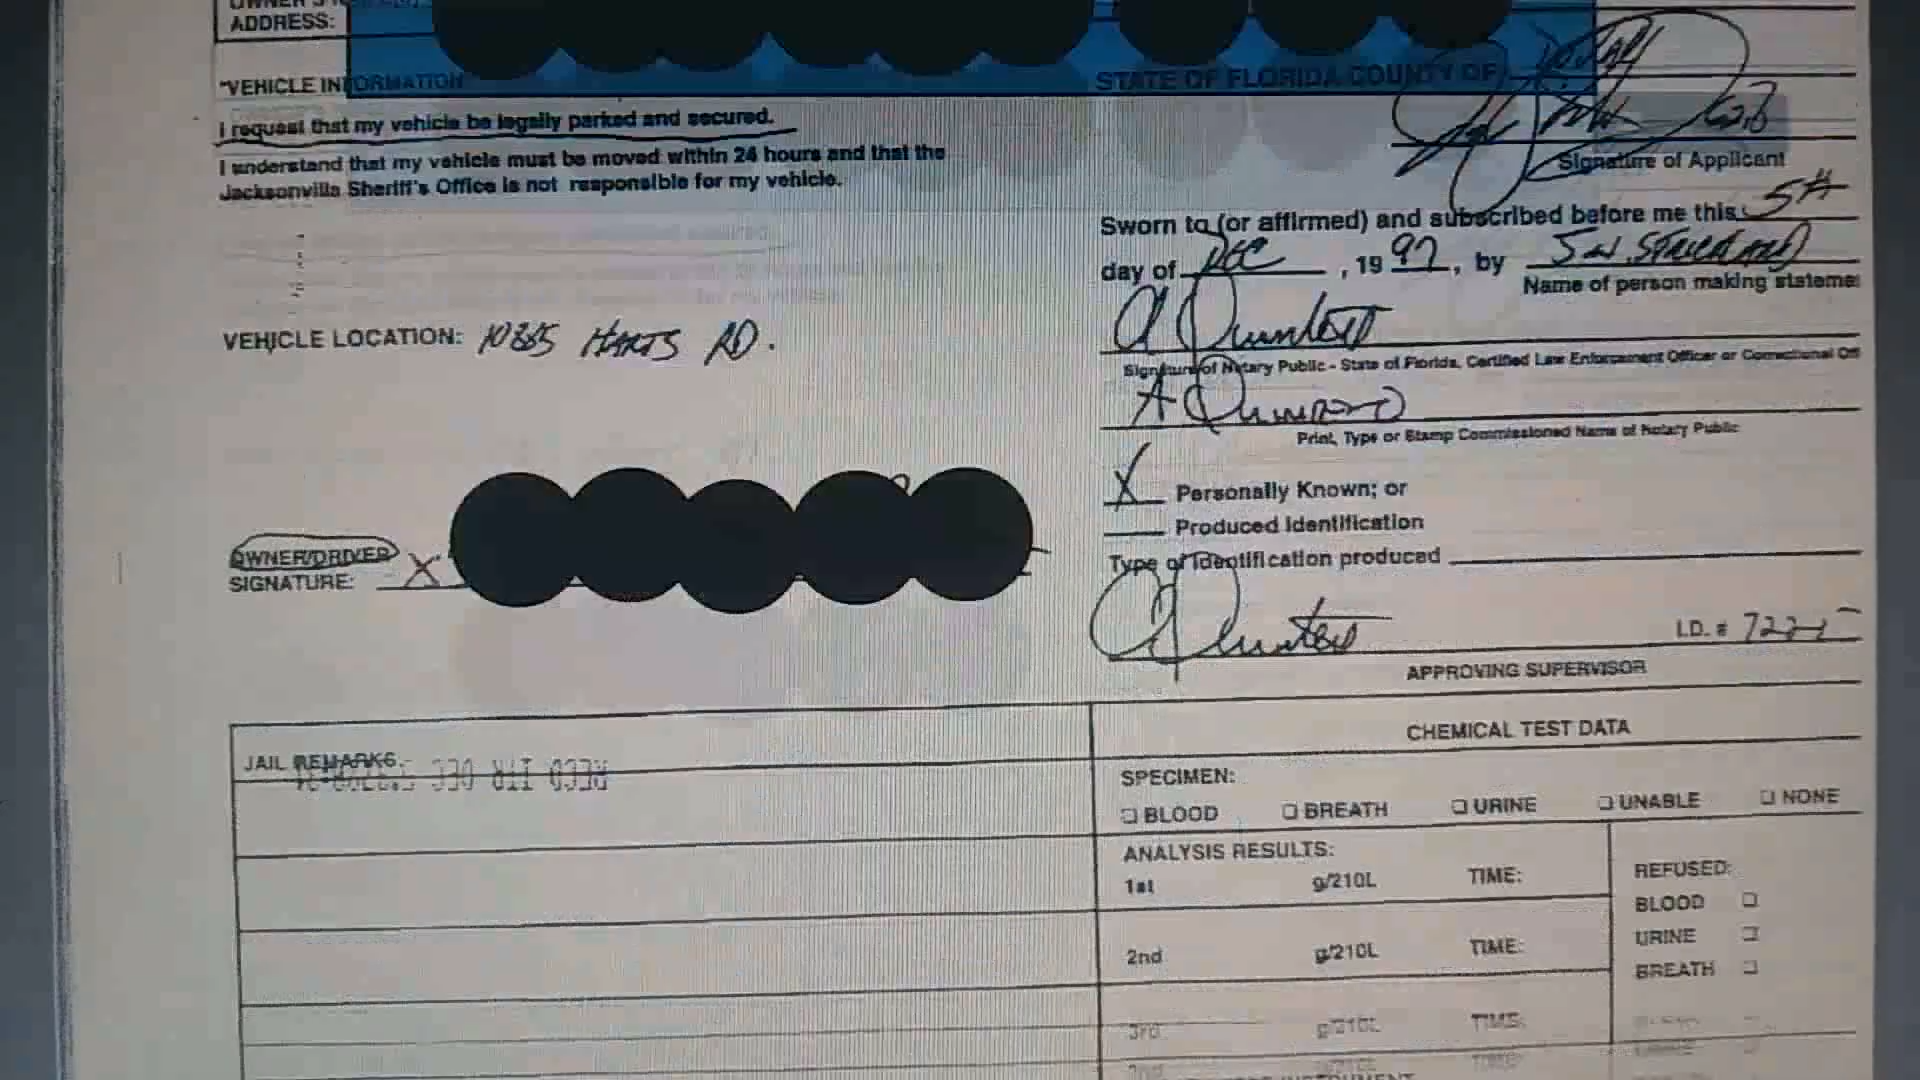 ADDRESS:
*VEHICLE INFORMATION
STATE OF FLORIDA COUNTY OF
I request that my vehicle be legally parked and secured.
I understand that my vehicle must be moved within 24 hours and that the
Jacksonville Sheriff's Office is not responsible for my vehicle.
Signature of Applicant
Sworn to (or affirmed) and subscribed before me this 5th
day of Dec, 1997, by
Name of person making stateme
Signature of Notary Public - State of Florida, Certified Law Enforcement Officer or Correctional Off
Print, Type or Stamp Commissioned Name of Notary Public
VEHICLE LOCATION: HARTS RD.
X Personally Known; or
Produced Identification
Type of Identification produced
OWNER/DRIVER
SIGNATURE: X
I.D. #
APPROVING SUPERVISOR
JAIL REMARKS:
CHEMICAL TEST DATA
SPECIMEN:
BLOOD BREATH URINE UNABLE NONE
ANALYSIS RESULTS:
1st g/210L TIME:
2nd g/210L TIME:
3rd g/210L TIME:
REFUSED:
BLOOD
URINE
BREATH